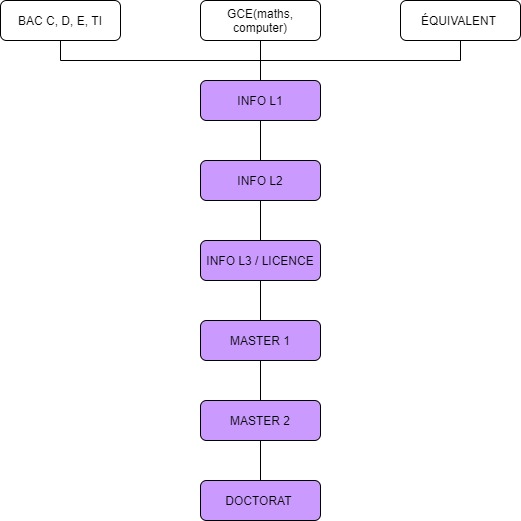 BAC C, D, E, TI
GCE(maths,
computer)
ÉQUIVALENT
INFO L1
INFO L2
INFO L3 / LICENCE
MASTER 1
MASTER 2
DOCTORAT